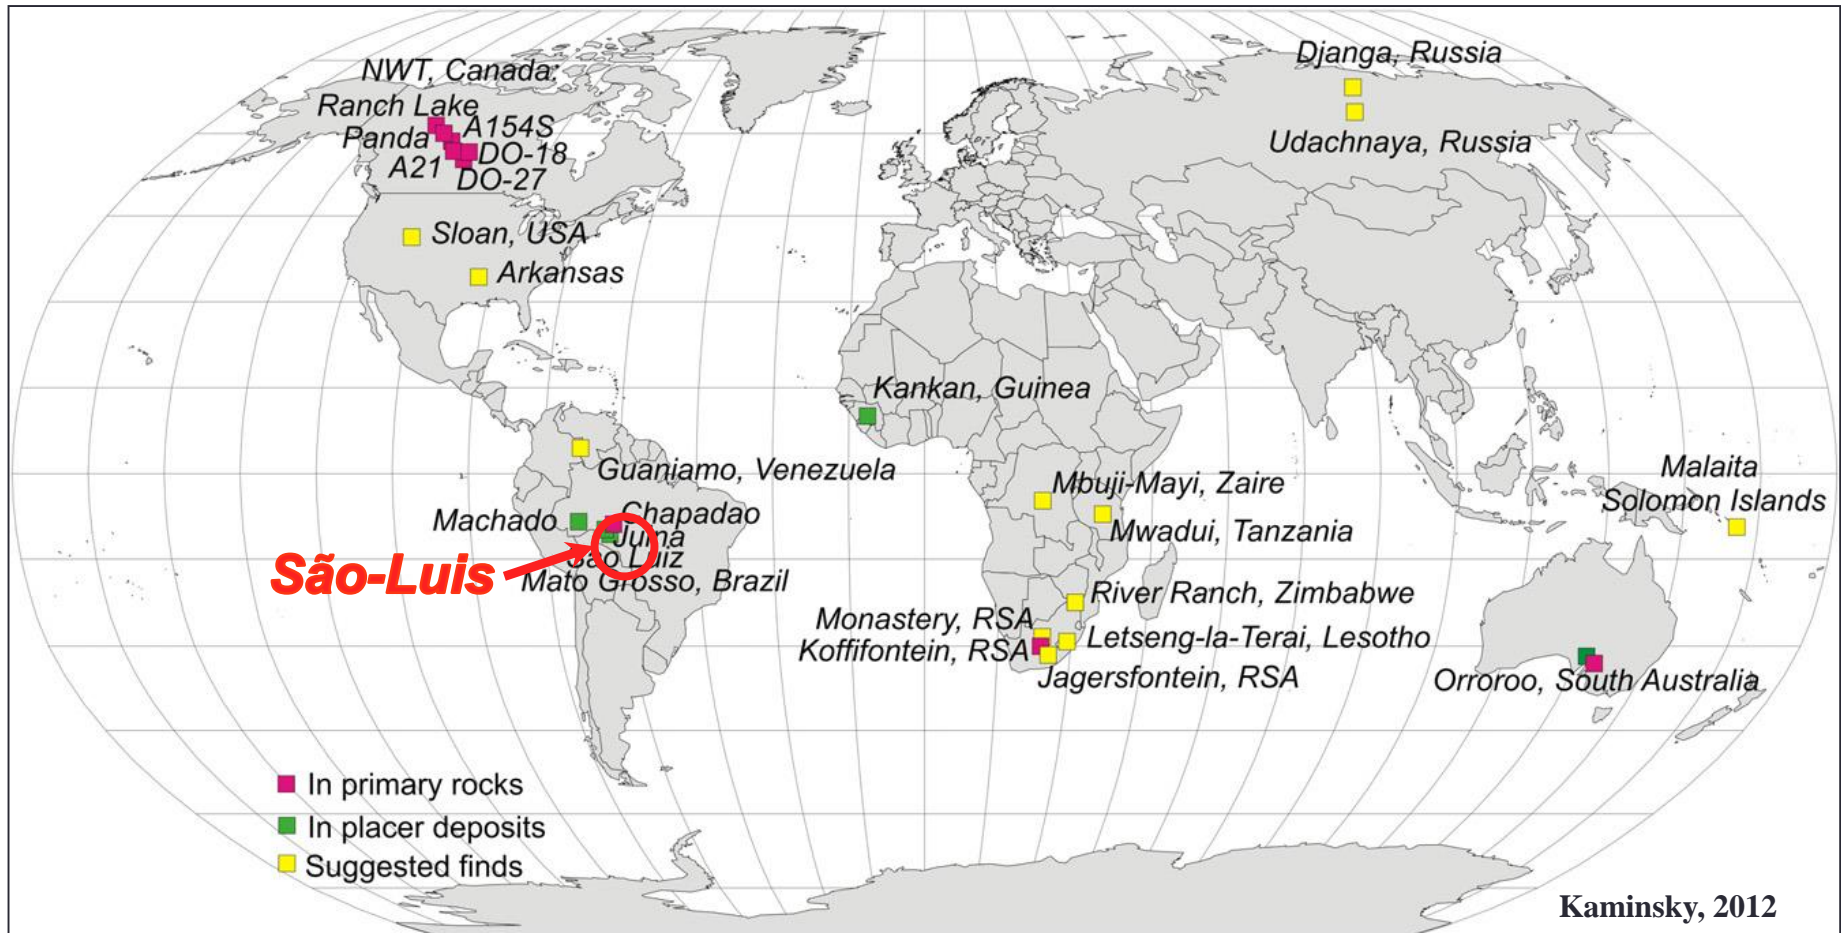 Djanga, Russia
NWT, Canada:
Ranch Lake
A154S
Panda
DO-18
Udachnaya, Russia
A21
DO-27
Sloan, USA
Arkansas
Kankan, Guinea
Guaniamo, Venezuela
Malaita
Mbuji-Mayi, Zaire
Solomon Islands
Machado
Chapadao
Mwadui, Tanzania
Juina
Sao Luiz
São-Luis
Mato Grosso, Brazil
River Ranch, Zimbabwe
Monastery, RSA
Letseng-la-Terai, Lesotho
Koffifontein, RSA
Jagersfontein, RSA
Orroroo, South Australia
In primary rocks
In placer deposits
Suggested finds
Kaminsky, 2012